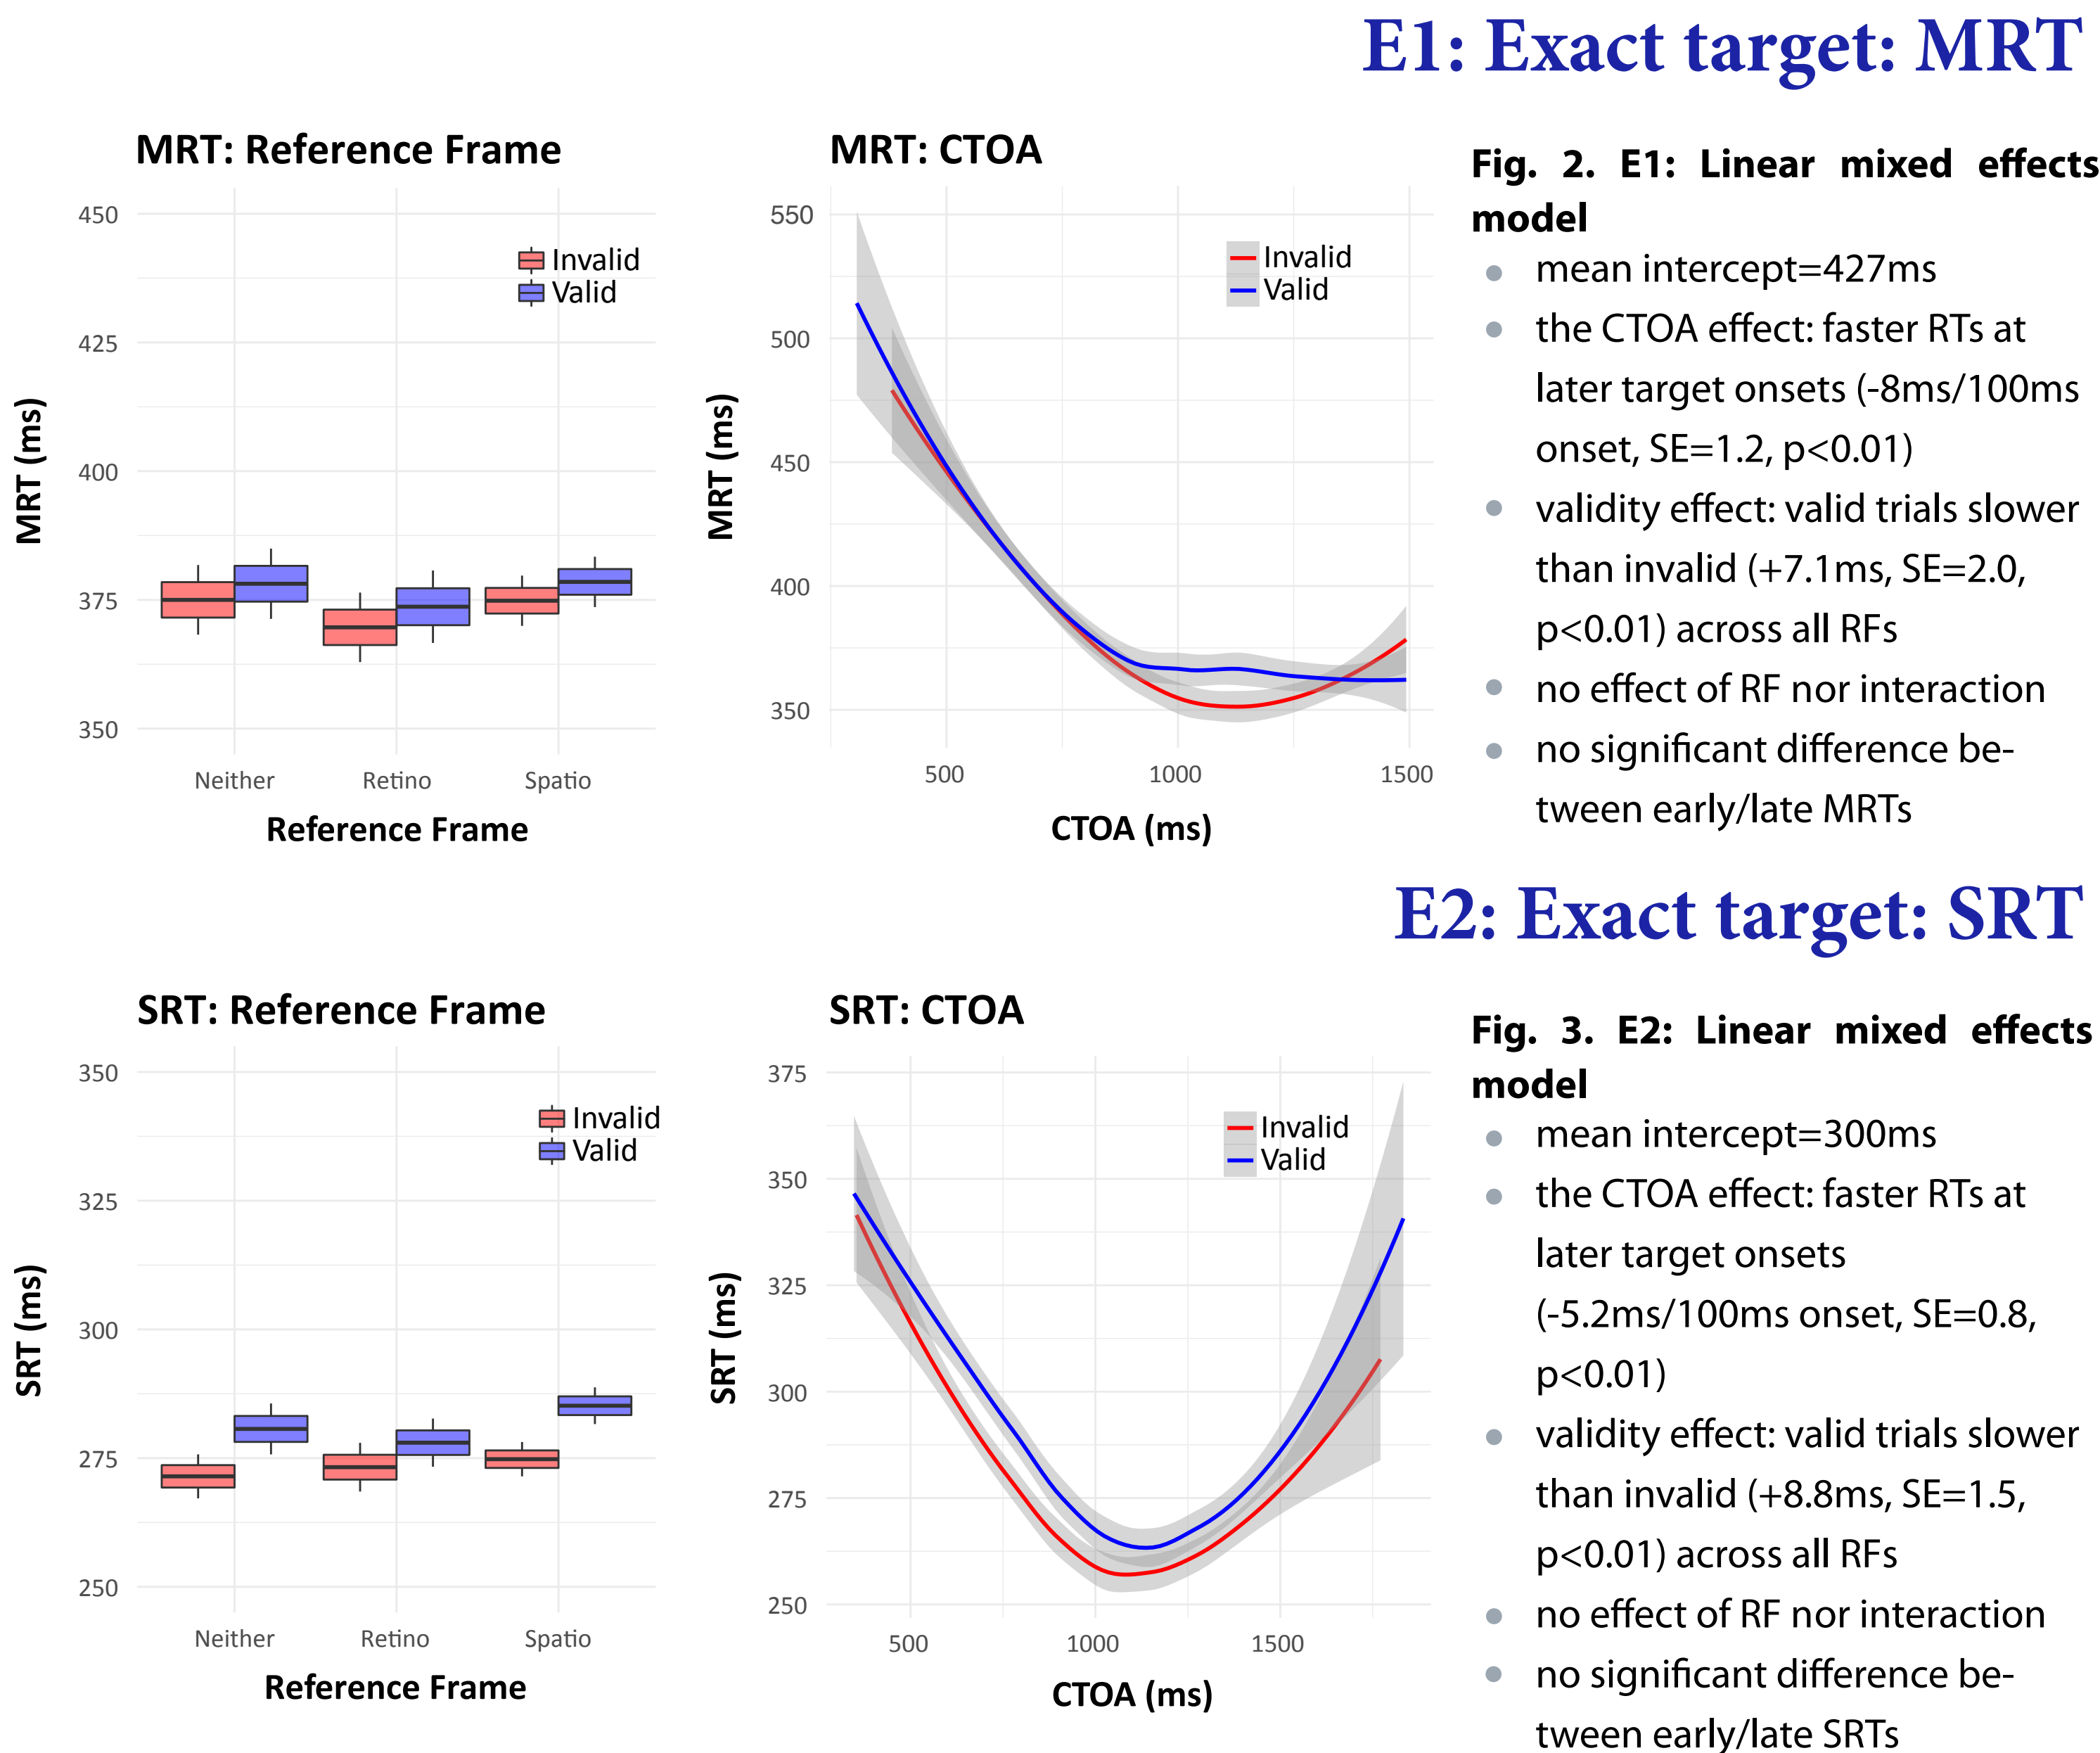 E1: Exact target: MRT
MRT: Reference Frame
450
425
400
375
350
MRT (ms)
Invalid
Valid
Neither
Retino
Spatio
Reference Frame
MRT: CTOA
550
500
450
400
350
MRT (ms)
Invalid
Valid
500
1000
1500
CTOA (ms)
Fig. 2. E1: Linear mixed effects
model
mean intercept=427ms
the CTOA effect: faster RTs at
later target onsets (-8ms/100ms
onset, SE=1.2, p<0.01)
validity effect: valid trials slower
than invalid (+7.1ms, SE=2.0,
p<0.01) across all RFs
no effect of RF nor interaction
no significant difference be-
tween early/late MRTs
E2: Exact target: SRT
SRT: Reference Frame
350
325
300
275
250
SRT (ms)
Invalid
Valid
Neither
Retino
Spatio
Reference Frame
SRT: CTOA
375
350
325
300
275
250
SRT (ms)
Invalid
Valid
500
1000
1500
CTOA (ms)
Fig. 3. E2: Linear mixed effects
model
mean intercept=300ms
the CTOA effect: faster RTs at
later target onsets
(-5.2ms/100ms onset, SE=0.8,
p<0.01)
validity effect: valid trials slower
than invalid (+8.8ms, SE=1.5,
p<0.01) across all RFs
no effect of RF nor interaction
no significant difference be-
tween early/late SRTs